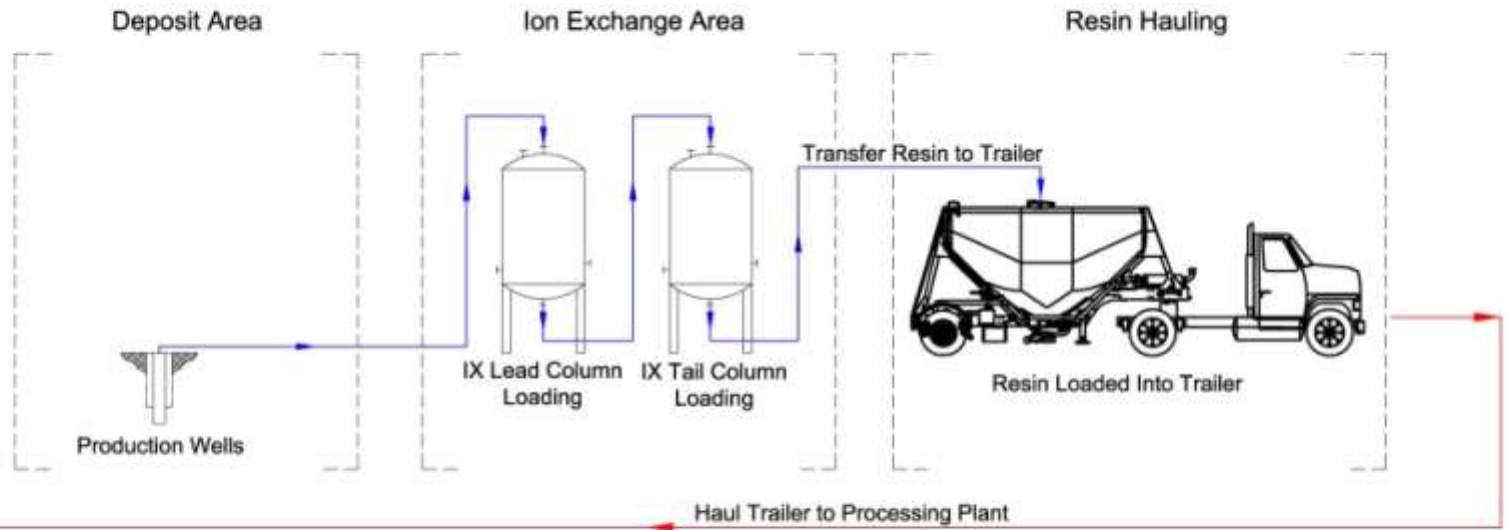 Deposit Area
Ion Exchange Area
Resin Hauling
Transfer Resin to Trailer
IX Lead Column
Loading
IX Tail Column
Loading
Resin Loaded Into Trailer
Production Wells
Haul Trailer to Processing Plant